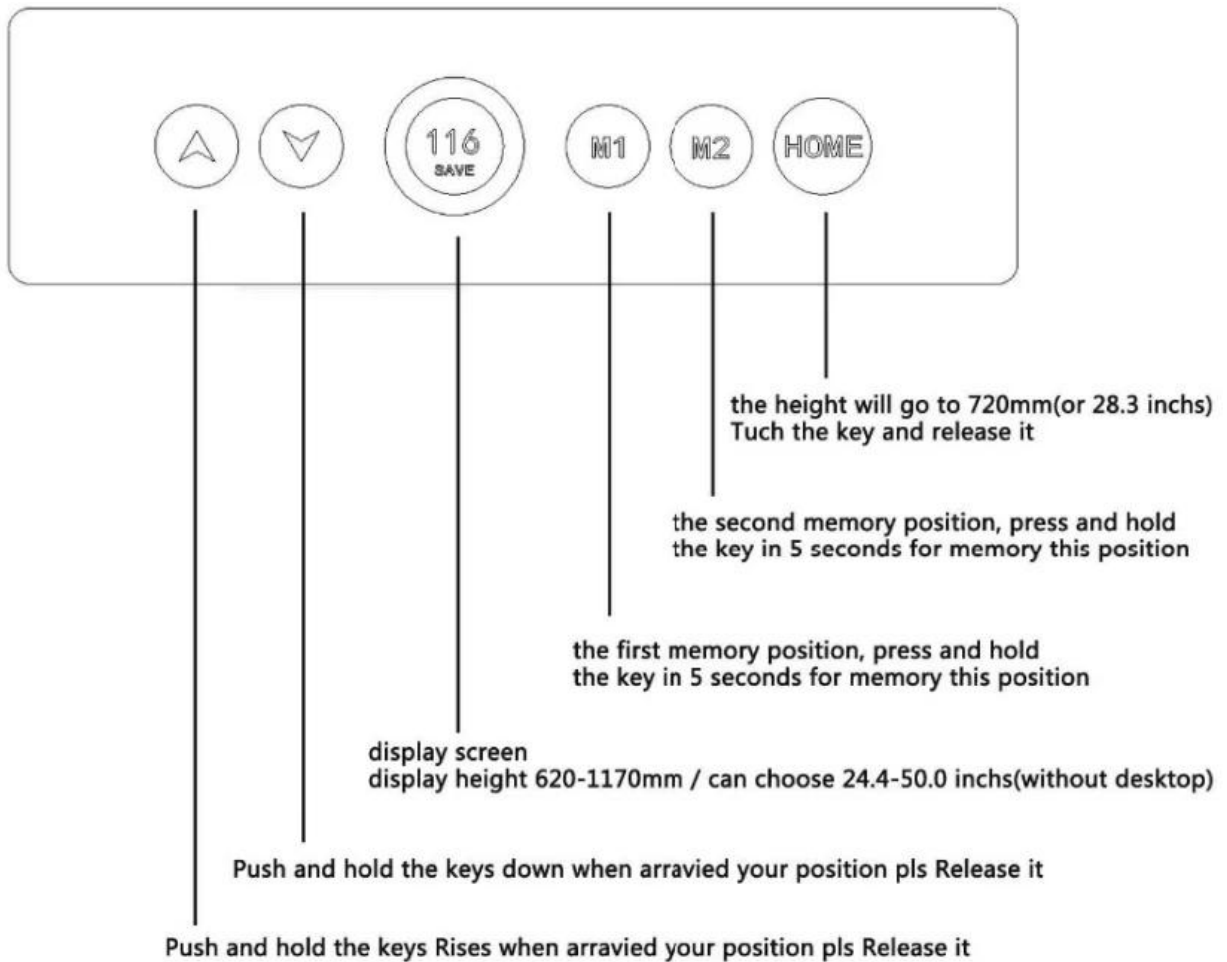 116
SAVE
M1
M2
HOME
the height will go to 720mm(or 28.3 inchs)
Tuch the key and release it
the second memory position, press and hold
the key in 5 seconds for memory this position
the first memory position, press and hold
the key in 5 seconds for memory this position
display screen
display height 620-1170mm / can choose 24.4-50.0 inchs(without desktop)
Push and hold the keys down when arravied your position pls Release it
Push and hold the keys Rises when arravied your position pls Release it